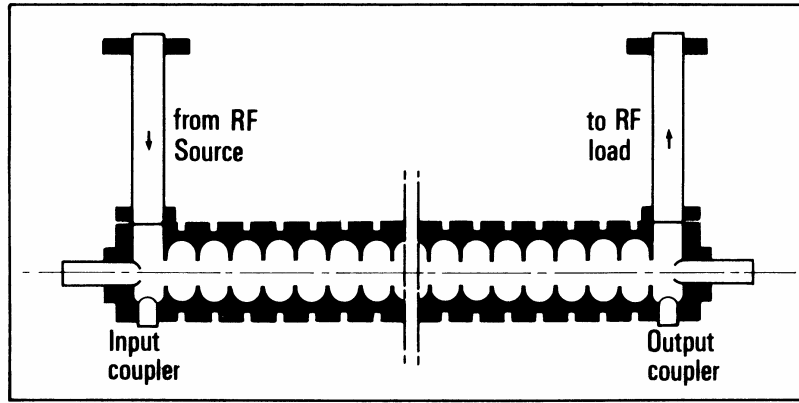 from RF
Source
to RF
load
Input
coupler
Output
coupler